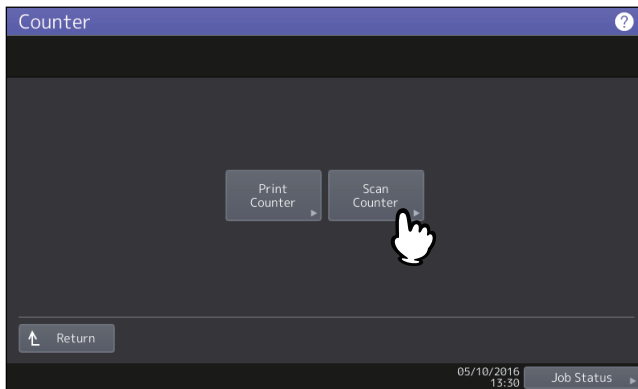 Counter
?
Print
Counter
Scan
Counter
Return
05/10/2016
13:30
Job Status